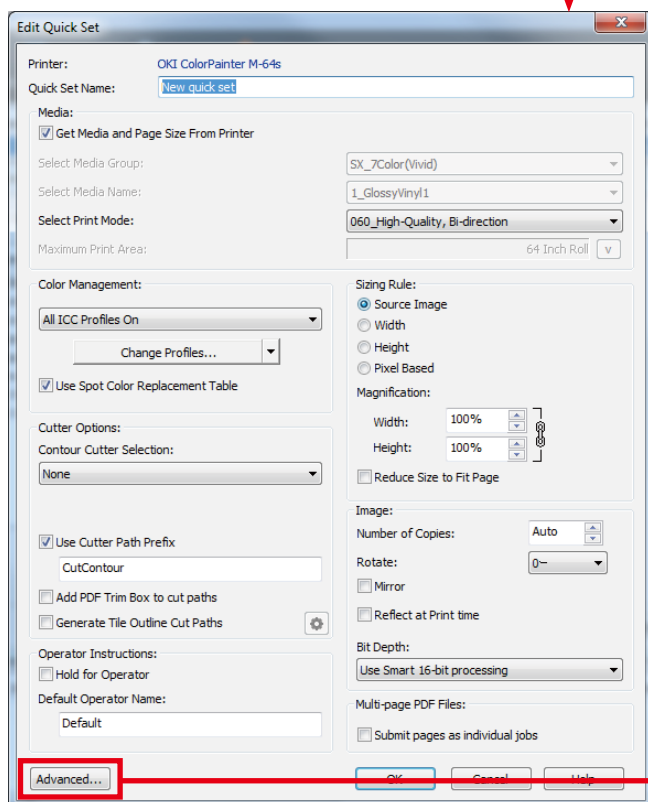 Edit Quick Set
Printer: OKI ColorPainter M-64s
Quick Set Name: New quick set
Media:
Get Media and Page Size From Printer
Select Media Group: SX_7Color(Vivid)
Select Media Name: 1_GlossyVinyl1
Select Print Mode: 060_High-Quality, Bi-direction
Maximum Print Area: 64 Inch Roll v
Color Management:
All ICC Profiles On
Change Profiles...
Use Spot Color Replacement Table
Cutter Options:
Contour Cutter Selection:
None
Use Cutter Path Prefix
CutContour
Add PDF Trim Box to cut paths
Generate Tile Outline Cut Paths
Operator Instructions:
Hold for Operator
Default Operator Name:
Default
Sizing Rule:
Source Image
Width
Height
Pixel Based
Magnification:
Width: 100%
Height: 100%
Reduce Size to Fit Page
Image:
Number of Copies: Auto
Rotate: 0~
Mirror
Reflect at Print time
Bit Depth:
Use Smart 16-bit processing
Multi-page PDF Files:
Submit pages as individual jobs
Advanced... OK Cancel Help